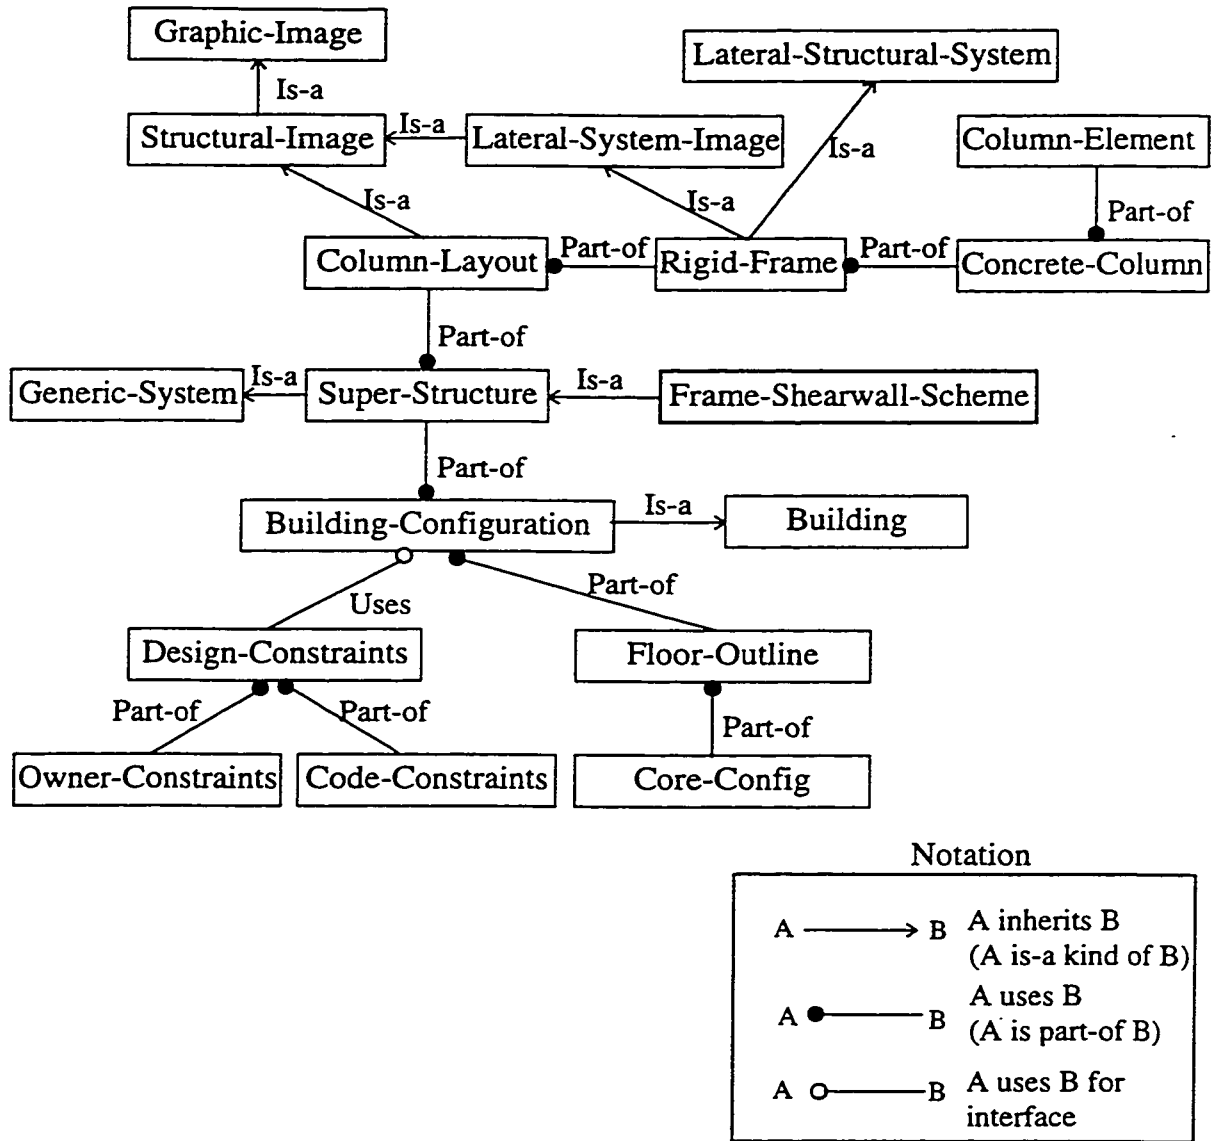 Graphic-Image
Lateral-Structural-System
Is-a
Structural-Image
Is-a
Lateral-System-Image
Is-a
Column-Element
Is-a
Is-a
Part-of
Column-Layout
Part-of
Rigid-Frame
Part-of
Concrete-Column
Part-of
Generic-System
Is-a
Super-Structure
Is-a
Frame-Shearwall-Scheme
Part-of
Building-Configuration
Is-a
Building
Uses
Part-of
Design-Constraints
Floor-Outline
Part-of
Part-of
Part-of
Owner-Constraints
Code-Constraints
Core-Config
Notation
A B A inherits B
(A is-a kind of B)
A B A uses B
(A is part-of B)
A B A uses B for
interface